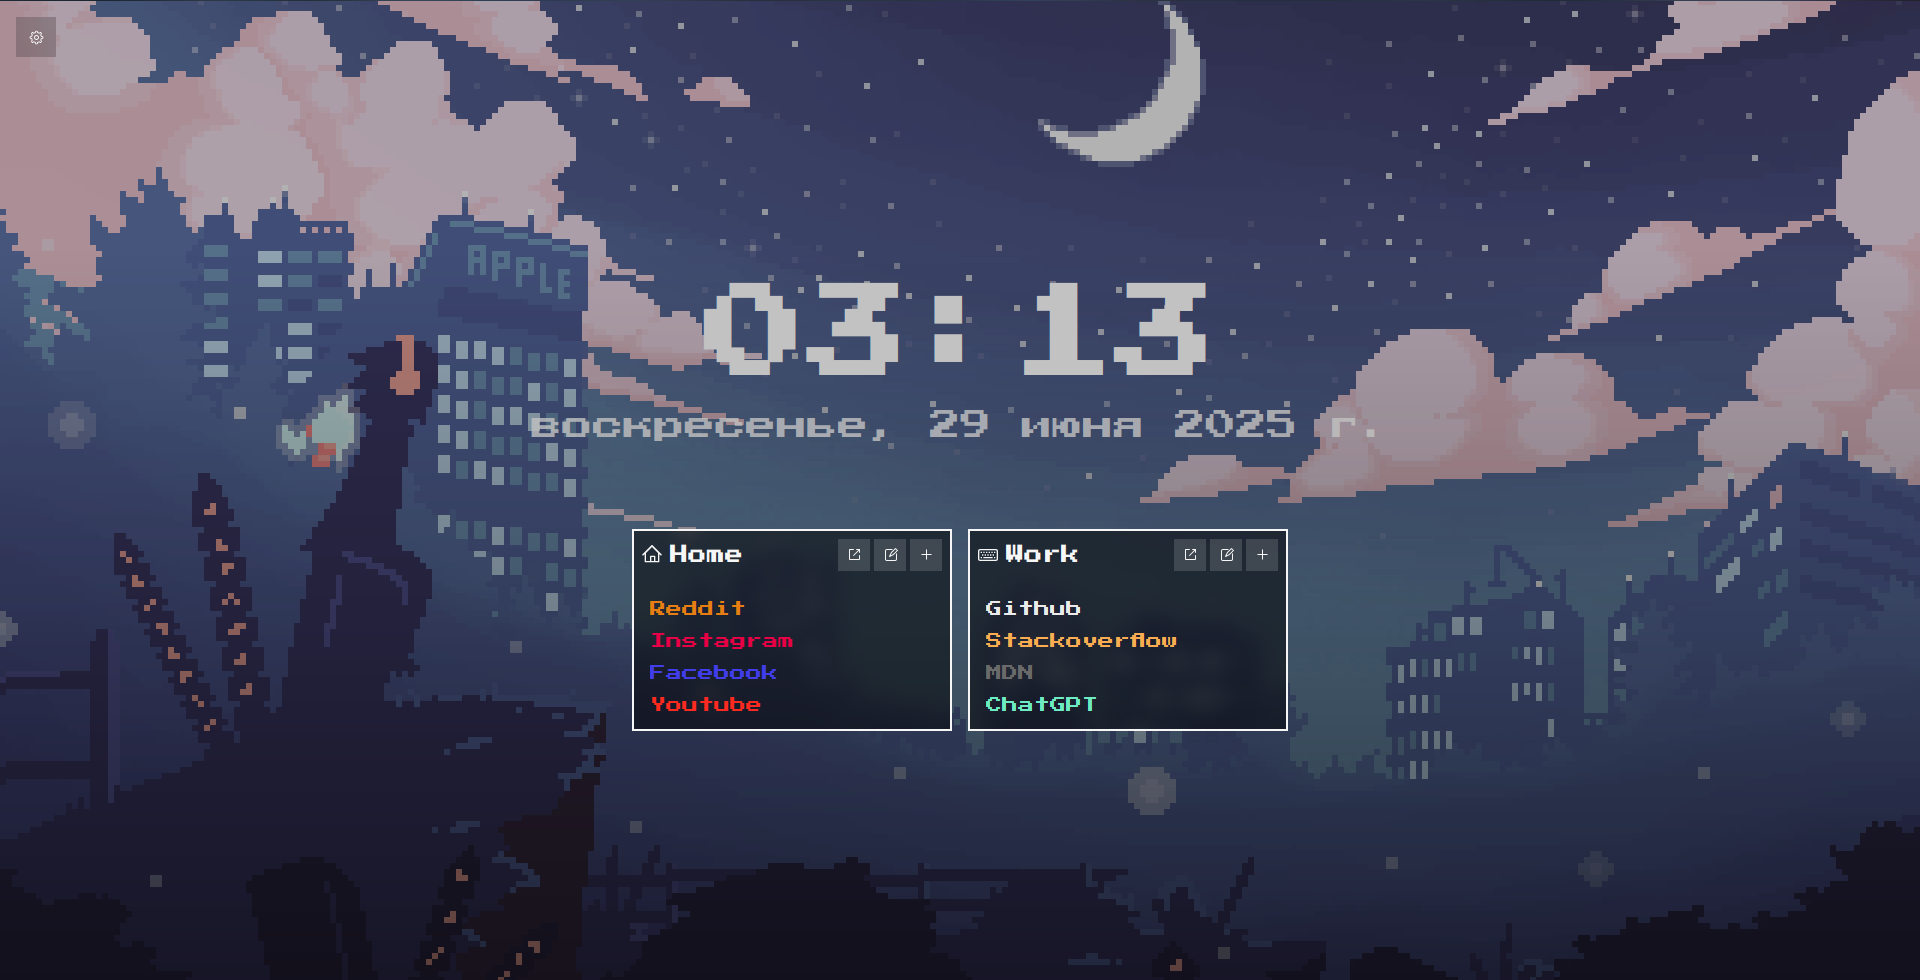 APPLE
03:13
воскресенье, 29 июня 2025 г.
Home
Reddit
Instagram
Facebook
Youtube
Work
Github
Stackoverflow
MDN
ChatGPT